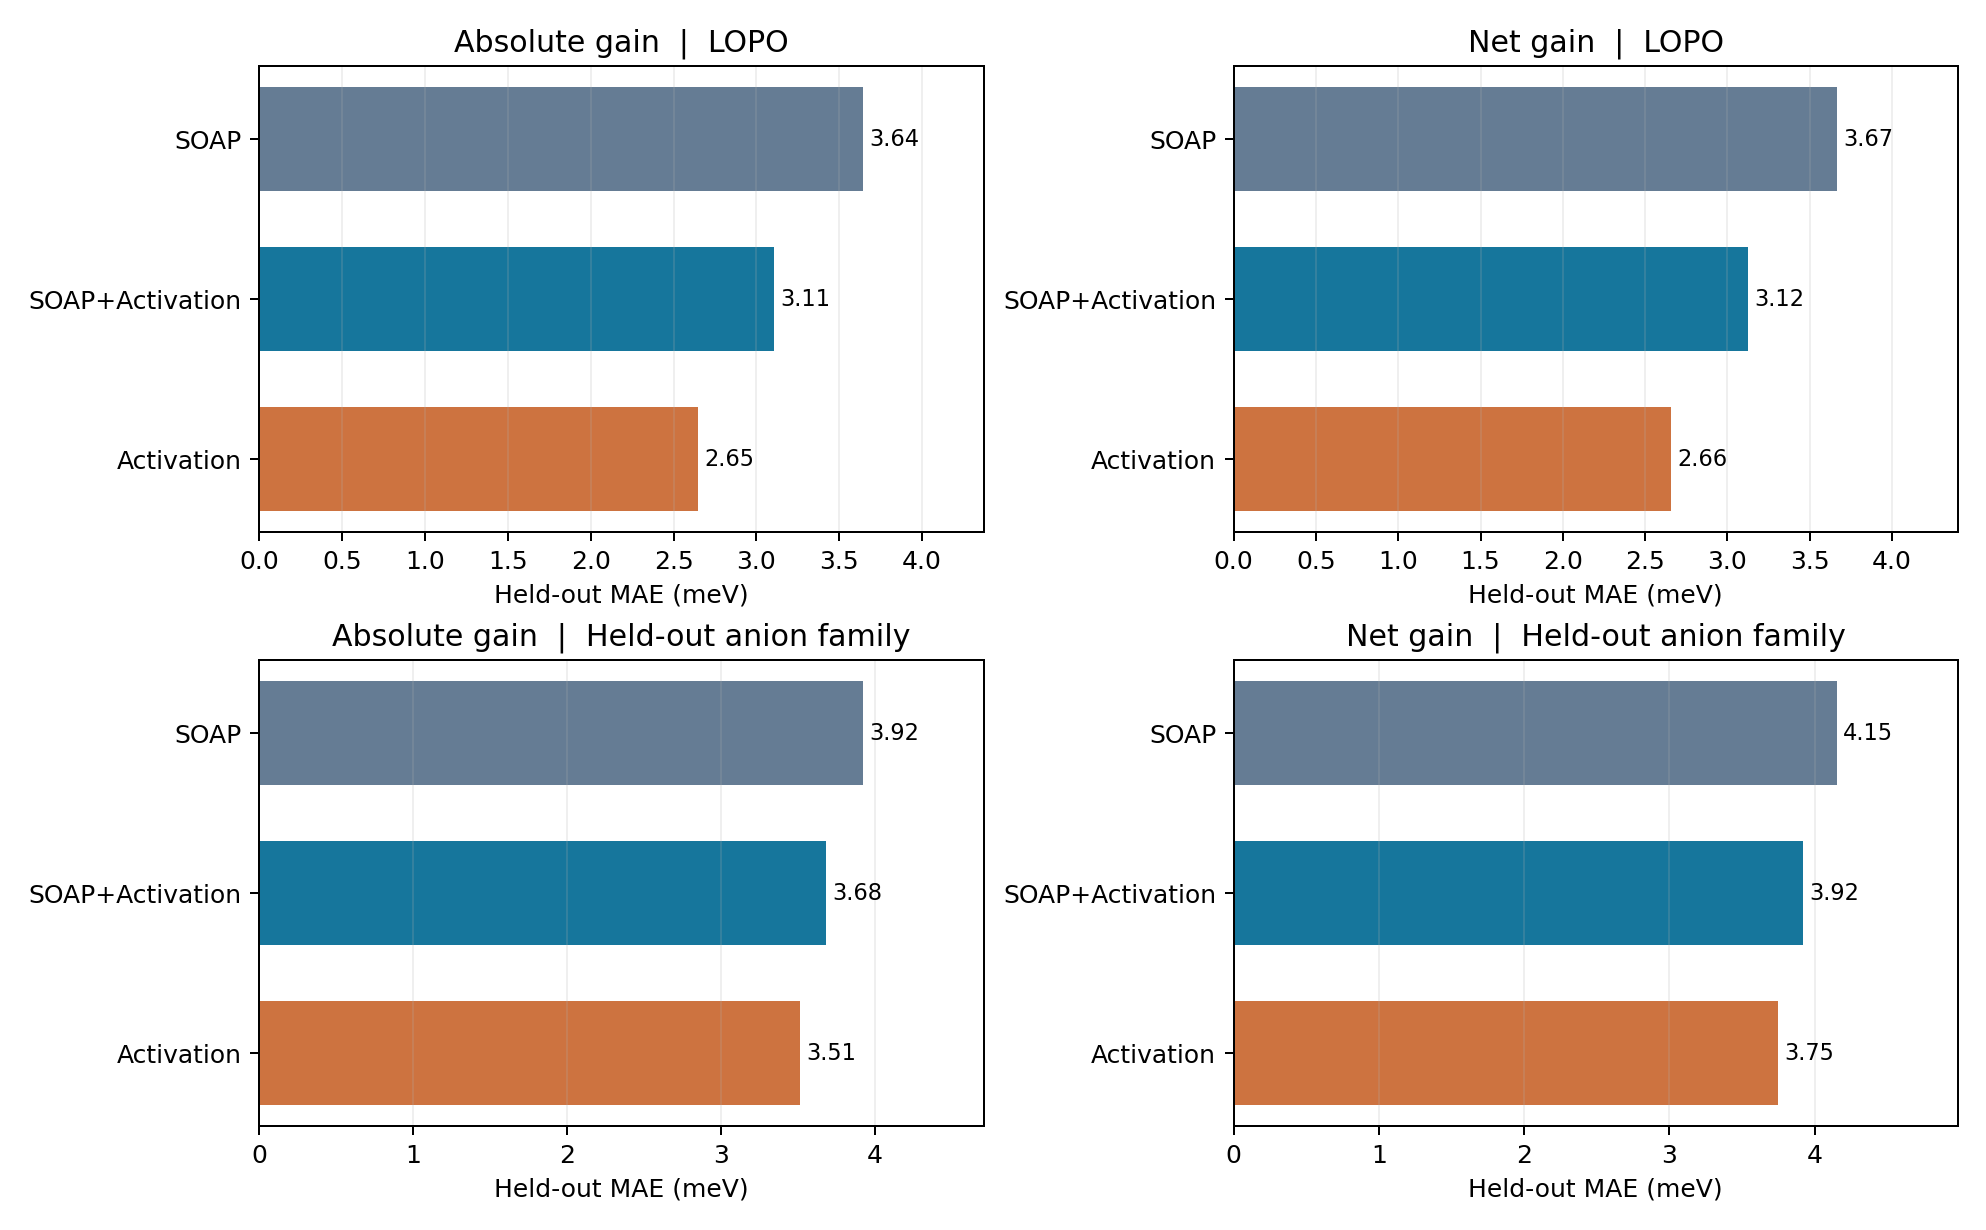 Absolute gain | LOPO
SOAP
3.64
SOAP+Activation
3.11
Activation
2.65
0.0 0.5 1.0 1.5 2.0 2.5 3.0 3.5 4.0
Held-out MAE (meV)
Net gain | LOPO
SOAP
3.67
SOAP+Activation
3.12
Activation
2.66
0.0 0.5 1.0 1.5 2.0 2.5 3.0 3.5 4.0
Held-out MAE (meV)
Absolute gain | Held-out anion family
SOAP
3.92
SOAP+Activation
3.68
Activation
3.51
0 1 2 3 4
Held-out MAE (meV)
Net gain | Held-out anion family
SOAP
4.15
SOAP+Activation
3.92
Activation
3.75
0 1 2 3 4
Held-out MAE (meV)